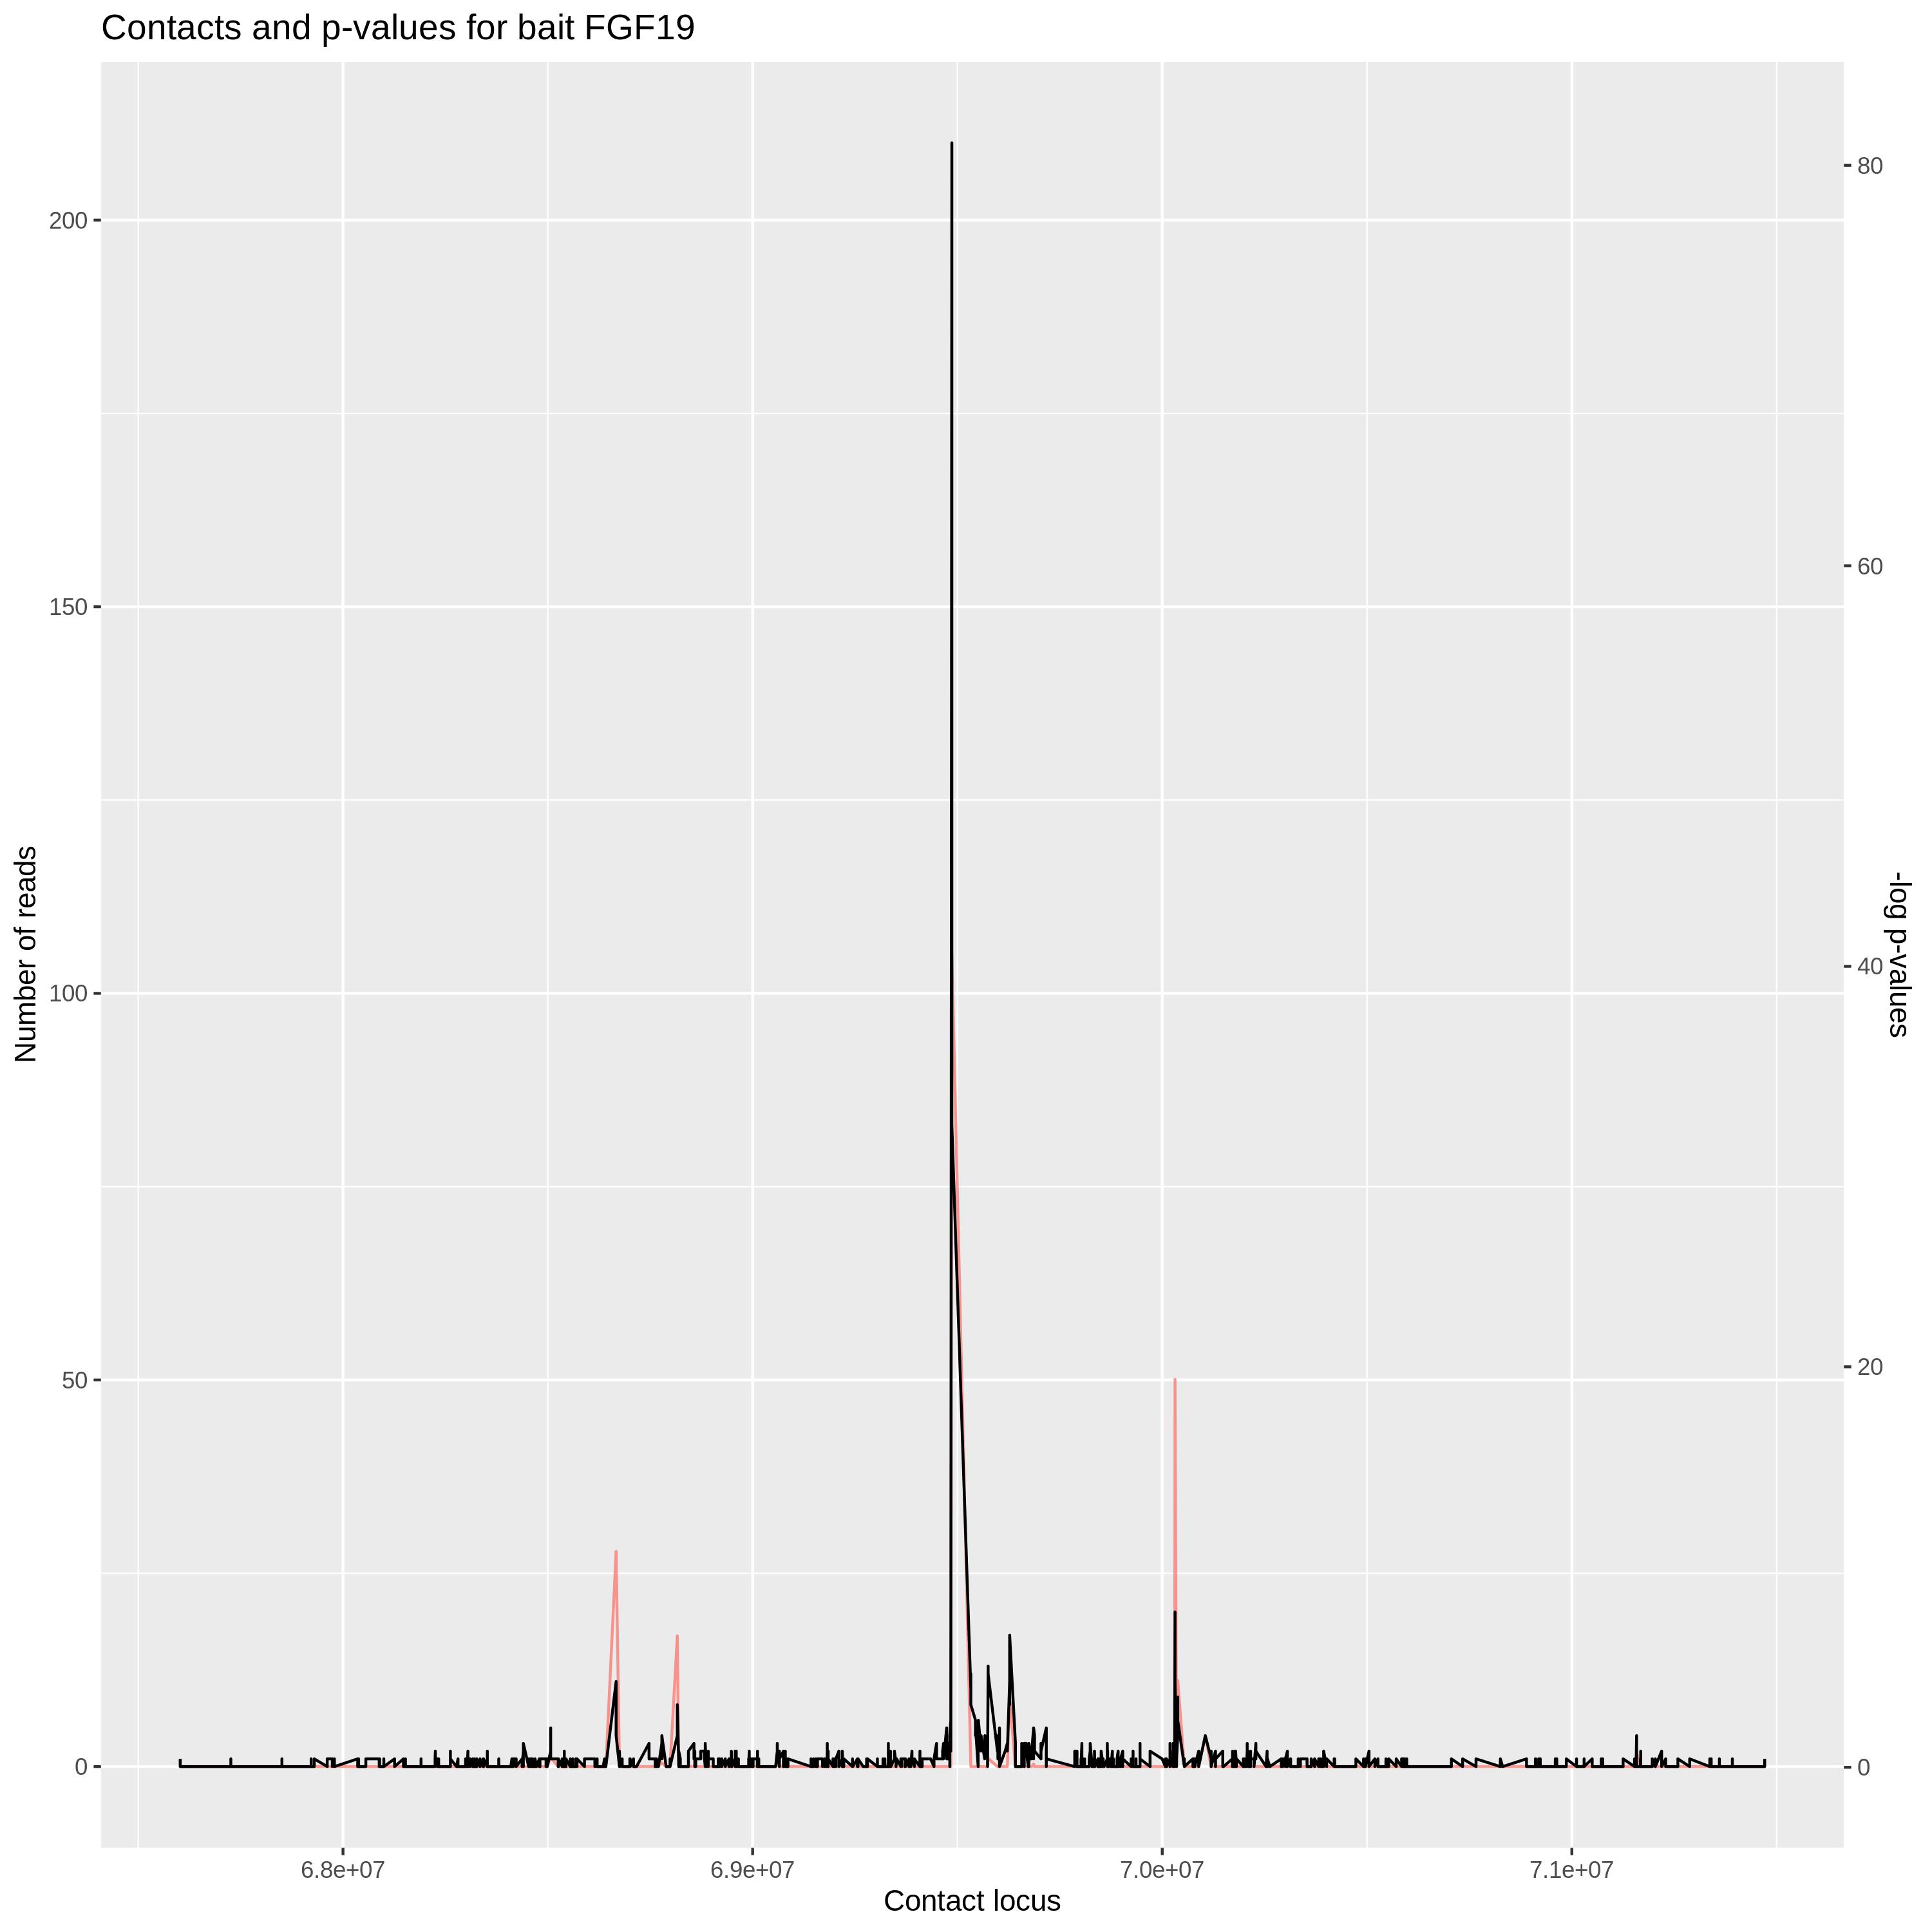 Contacts and p-values for bait FGF19
Number of reads
200
150
100
50
0
80
60
40
20
0
-log p-values
6.8e+07
6.9e+07
7.0e+07
7.1e+07
Contact locus